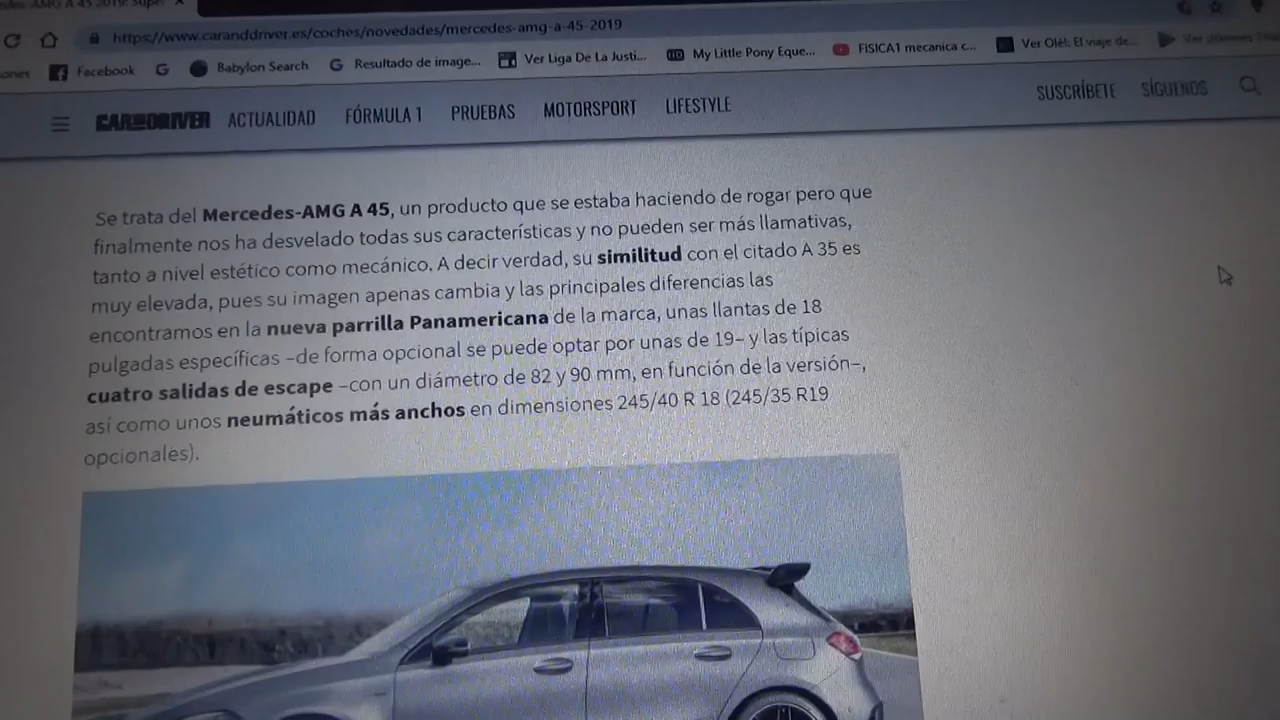 https://www.caranddriver.es/coches/novedades/mercedes-amg-a-45-2019
Facebook
Babylon Search
Resultado de image...
Ver Liga De La Justi...
My Little Pony Eque...
FISICA1 mecanica c...
Ver Olé!: El viaje de...
CAR AND DRIVER ACTUALIDAD FÓRMULA 1 PRUEBAS MOTORSPORT LIFESTYLE SUSCRÍBETE SÍGUENOS
Se trata del Mercedes-AMG A 45, un producto que se estaba haciendo de rogar pero que
finalmente nos ha desvelado todas sus características y no pueden ser más llamativas,
tanto a nivel estético como mecánico. A decir verdad, su similitud con el citado A 35 es
muy elevada, pues su imagen apenas cambia y las principales diferencias las
encontramos en la nueva parrilla Panamericana de la marca, unas llantas de 18
pulgadas específicas –de forma opcional se puede optar por unas de 19– y las típicas
cuatro salidas de escape –con un diámetro de 82 y 90 mm, en función de la versión–,
así como unos neumáticos más anchos en dimensiones 245/40 R 18 (245/35 R19
opcionales).